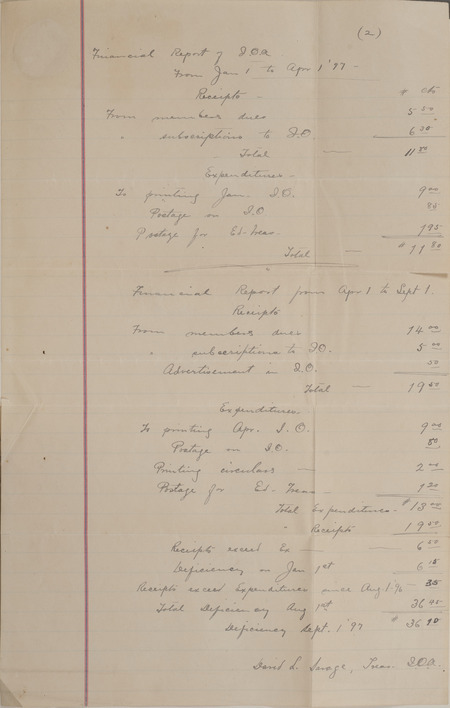 (2)
Financial Report of I.O.A.
From Jan 1 to Apr 1 '97 -
Receipts - $ cts
From members dues 5 50
" subscriptions to I.O. 6 30
Total — 11 80
Expenditures -
To printing Jan. I.O. 9 00
Postage on I.O. 85
Postage for Ed-Treas. 1 95
Total — $ 11 80
Financial Report from Apr 1 to Sept 1.
Receipts
From members dues 14 00
" subscriptions to I.O. 5 00
Advertisement in I.O. 50
Total — 19 50
Expenditures
To printing Apr. I.O. 9 00
Postage on I.O. 80
Printing circulars — 2 00
Postage for Ed-Treas — 1 20
Total Expenditures - $ 13 00
" Receipts 19 50
Receipts exceed Ex — 6 50
Deficiency on Jan 1st 6 15
Receipts exceed Expenditures since Aug 1 '96 - 35
Total Deficiency Aug 1st 36
Deficiency Sept. 1 '97 $ 36
David L. Savage, Treas. I.O.A.